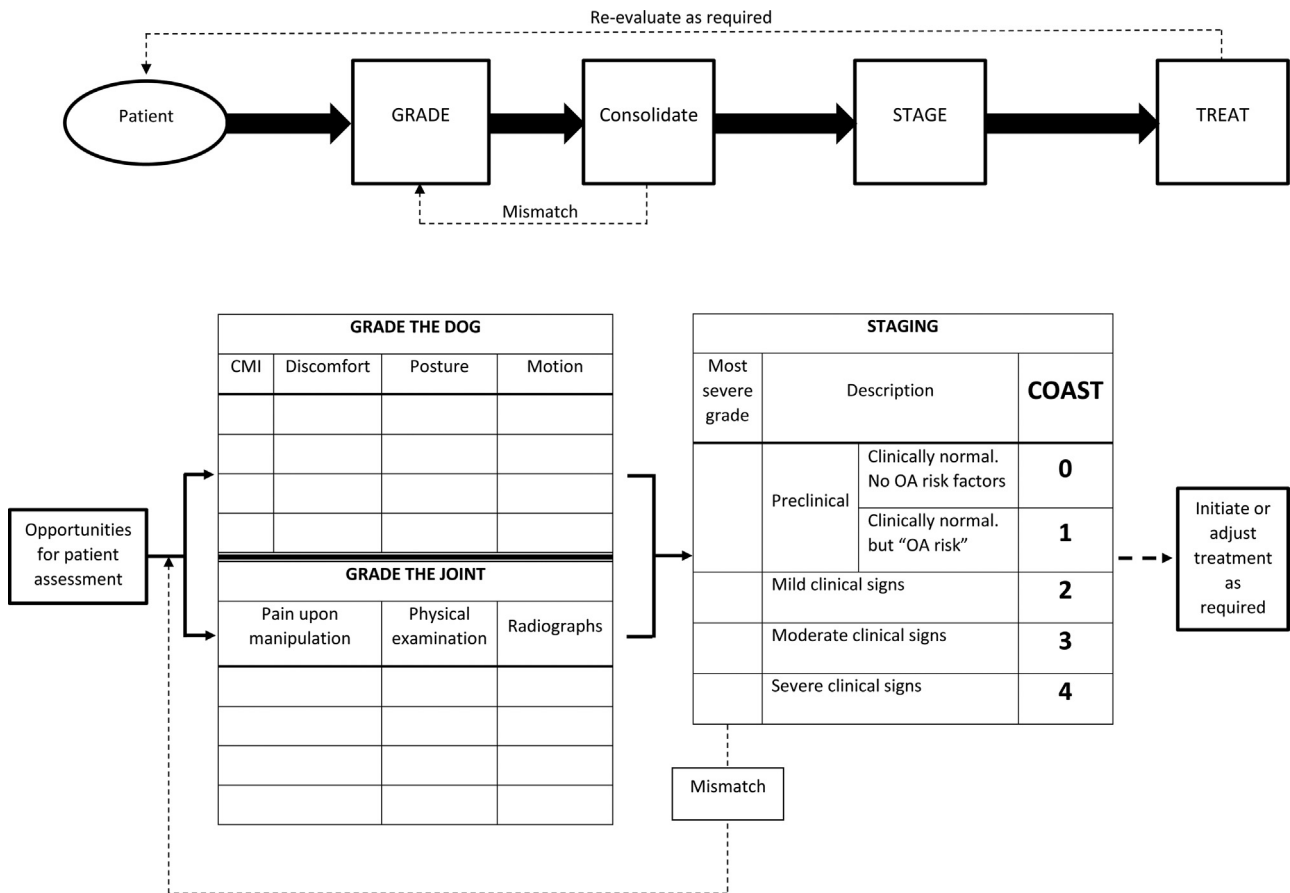 Re-evaluate as required
Patient
GRADE
Consolidate
STAGE
TREAT
Mismatch
GRADE THE DOG
CMI
Discomfort
Posture
Motion
GRADE THE JOINT
Pain upon
manipulation
Physical
examination
Radiographs
Opportunities
for patient
assessment
STAGING
Most
severe
grade
Description
COAST
Preclinical
Clinically normal.
No OA risk factors
0
Clinically normal.
but “OA risk”
1
Mild clinical signs
2
Moderate clinical signs
3
Severe clinical signs
4
Mismatch
Initiate or
adjust
treatment
as
required